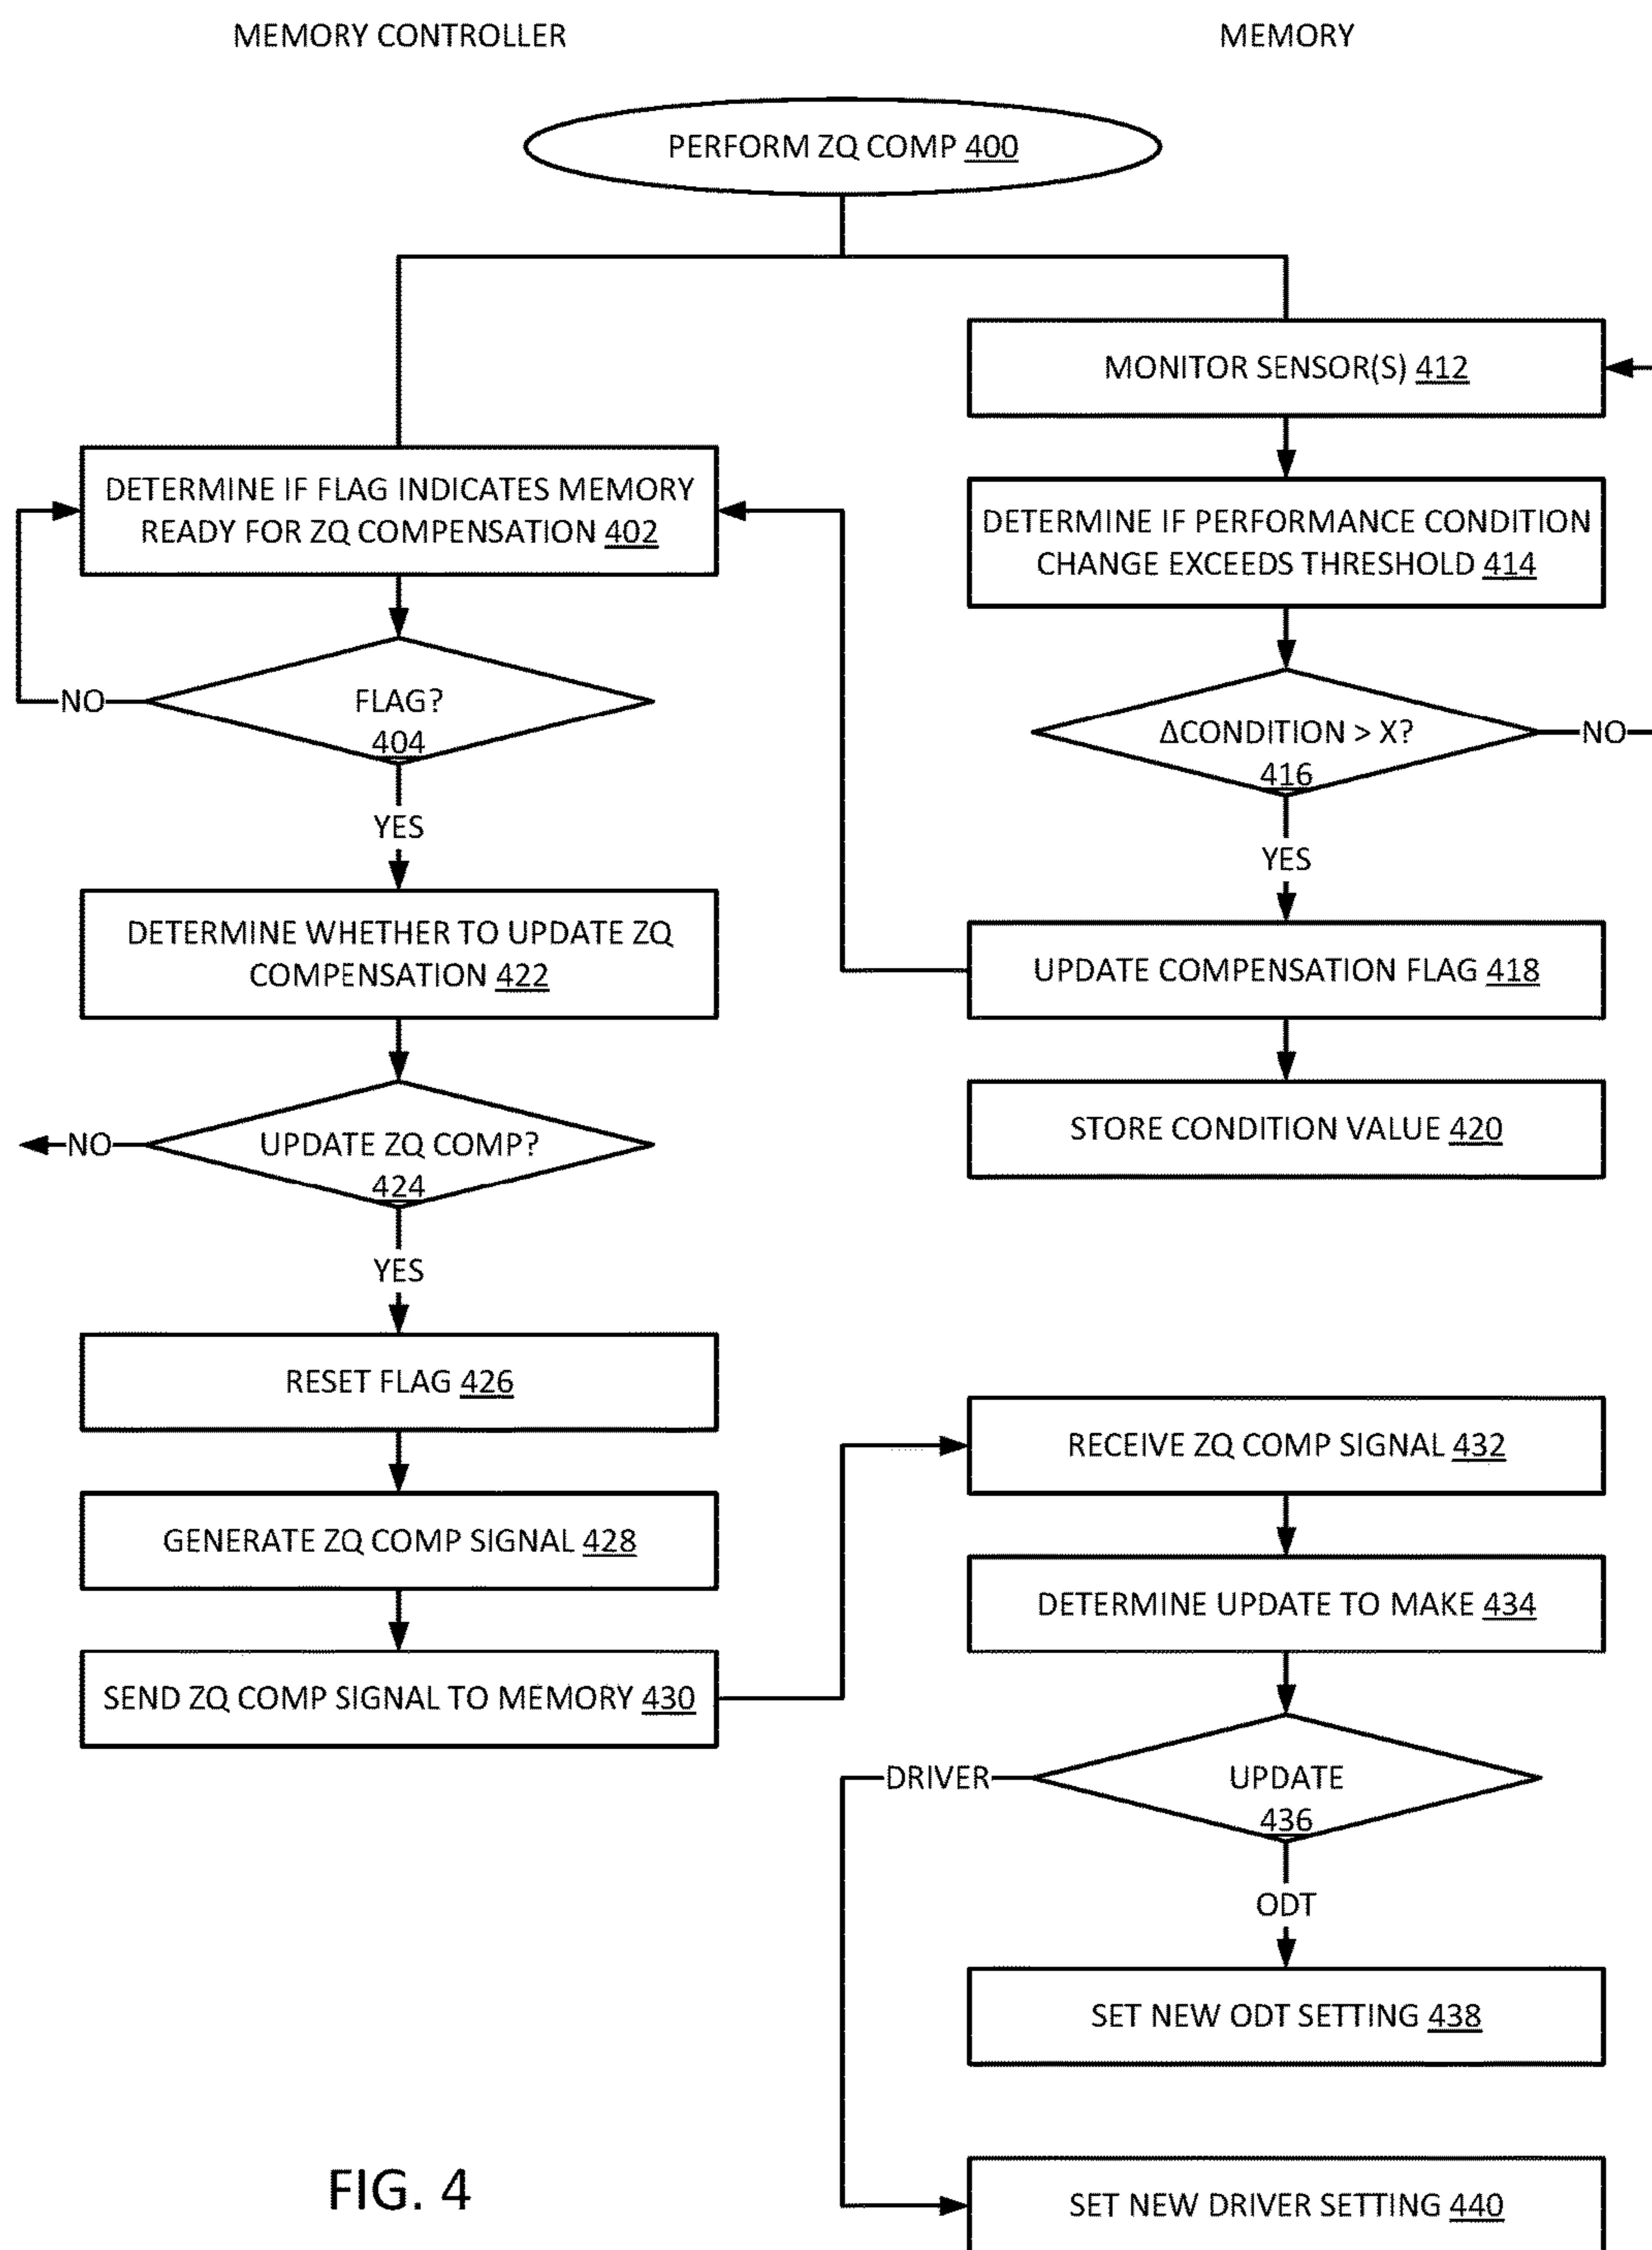 MEMORY CONTROLLER
MEMORY
PERFORM ZQ COMP 400
MONITOR SENSOR(S) 412
DETERMINE IF FLAG INDICATES MEMORY
READY FOR ZQ COMPENSATION 402
DETERMINE IF PERFORMANCE CONDITION
CHANGE EXCEEDS THRESHOLD 414
NO
FLAG?
404
ΔCONDITION > X?
416
NO
YES
YES
DETERMINE WHETHER TO UPDATE ZQ
COMPENSATION 422
UPDATE COMPENSATION FLAG 418
NO
UPDATE ZQ COMP?
424
STORE CONDITION VALUE 420
YES
RESET FLAG 426
RECEIVE ZQ COMP SIGNAL 432
GENERATE ZQ COMP SIGNAL 428
DETERMINE UPDATE TO MAKE 434
SEND ZQ COMP SIGNAL TO MEMORY 430
DRIVER
UPDATE
436
ODT
SET NEW ODT SETTING 438
FIG. 4
SET NEW DRIVER SETTING 440